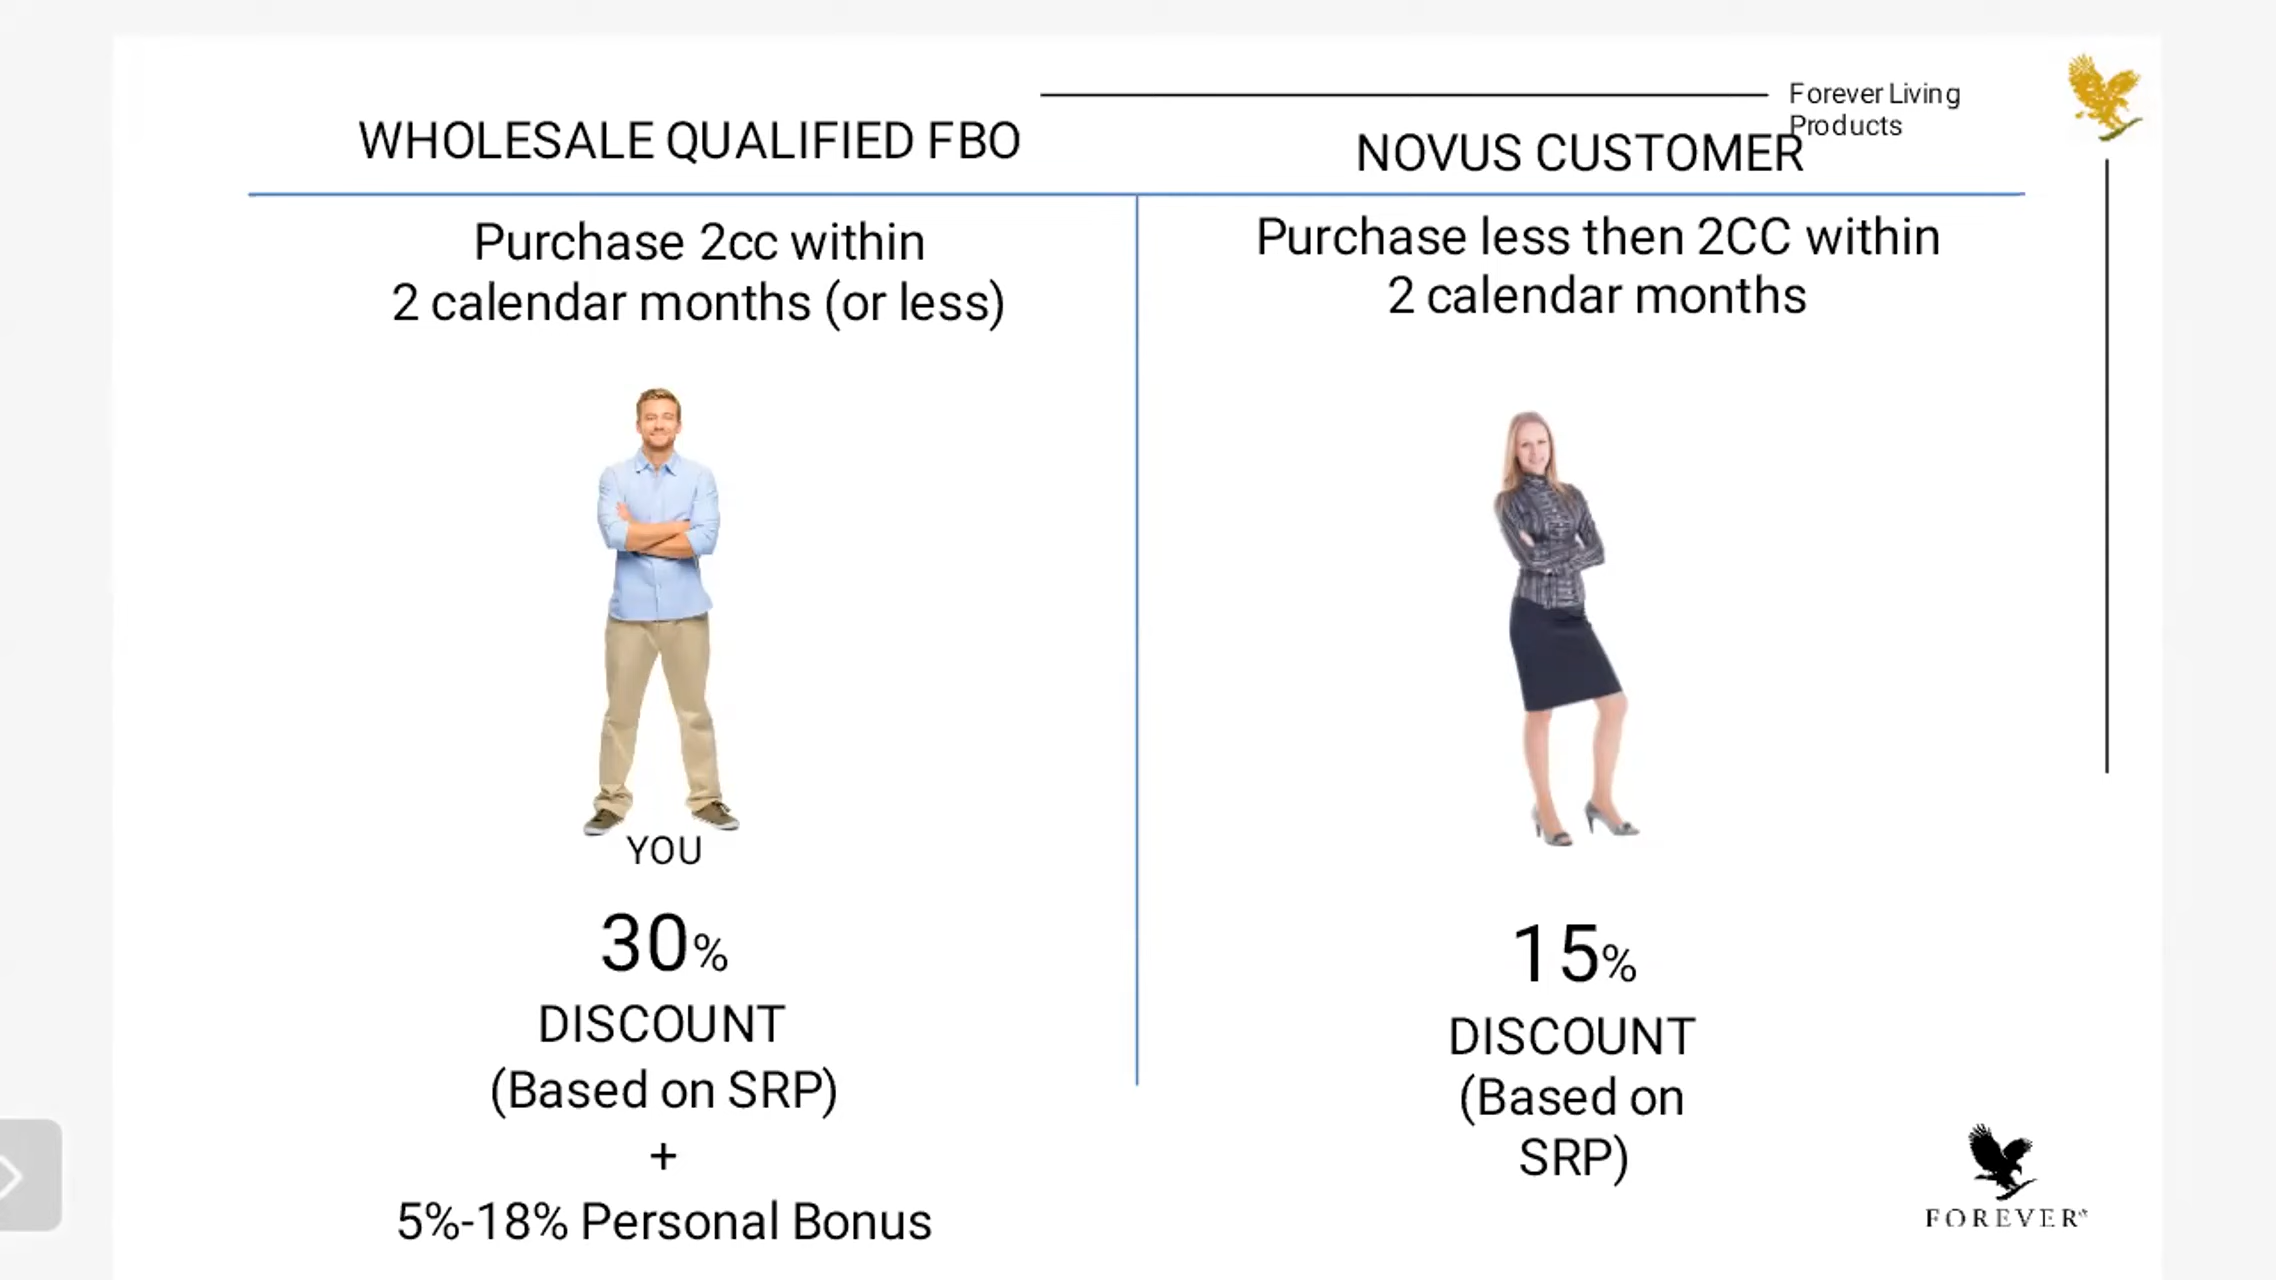 Forever Living
Products
WHOLESALE QUALIFIED FBO
Purchase 2cc within
2 calendar months (or less)
YOU
30%
DISCOUNT
(Based on SRP)
+
5%-18% Personal Bonus
NOVUS CUSTOMER
Purchase less then 2CC within
2 calendar months
15%
DISCOUNT
(Based on
SRP)
FOREVER